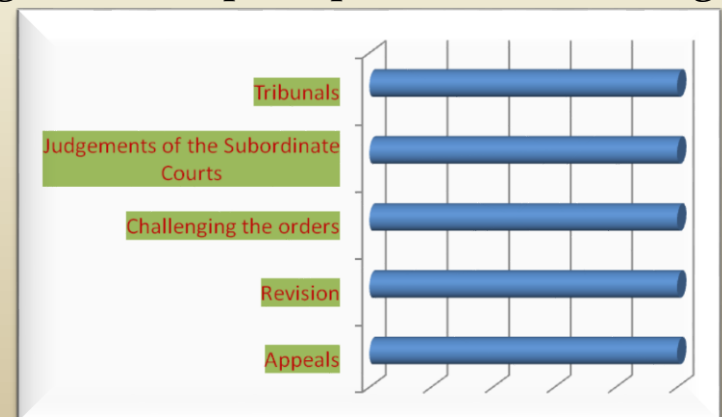 Tribunals
Judgements of the Subordinate
Courts
Challenging the orders
Revision
Appeals